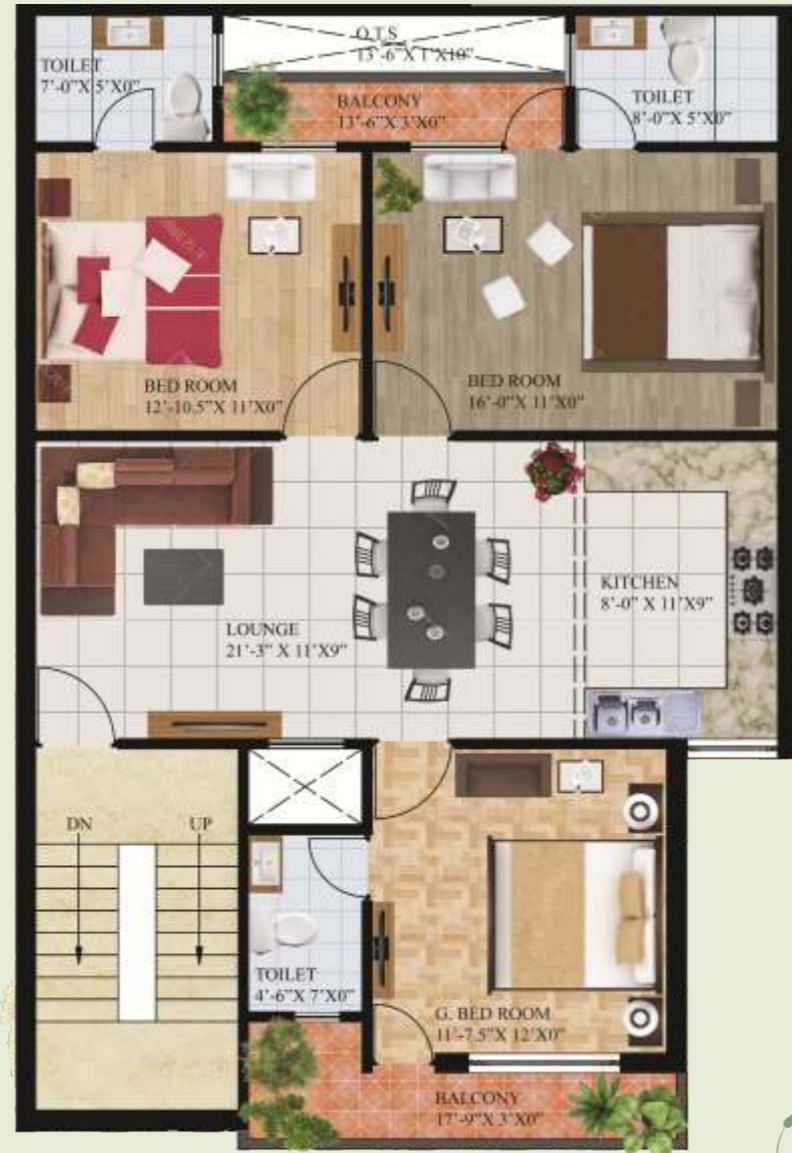 O.T.S
13'-6"X 1'X10"
TOILET
7'-0"X 5'X0"
BALCONY
13'-6"X 3'X0"
TOILET
8'-0"X 5'X0"
BED ROOM
12'-10.5"X 11'X0"
BED ROOM
16'-0"X 11'X0"
KITCHEN
8'-0" X 11'X9"
LOUNGE
21'-3" X 11'X9"
DN
UP
TOILET
4'-6"X 7'X0"
G. BED ROOM
11'-7.5"X 12'X0"
BALCONY
17'-9"X 3'X0"